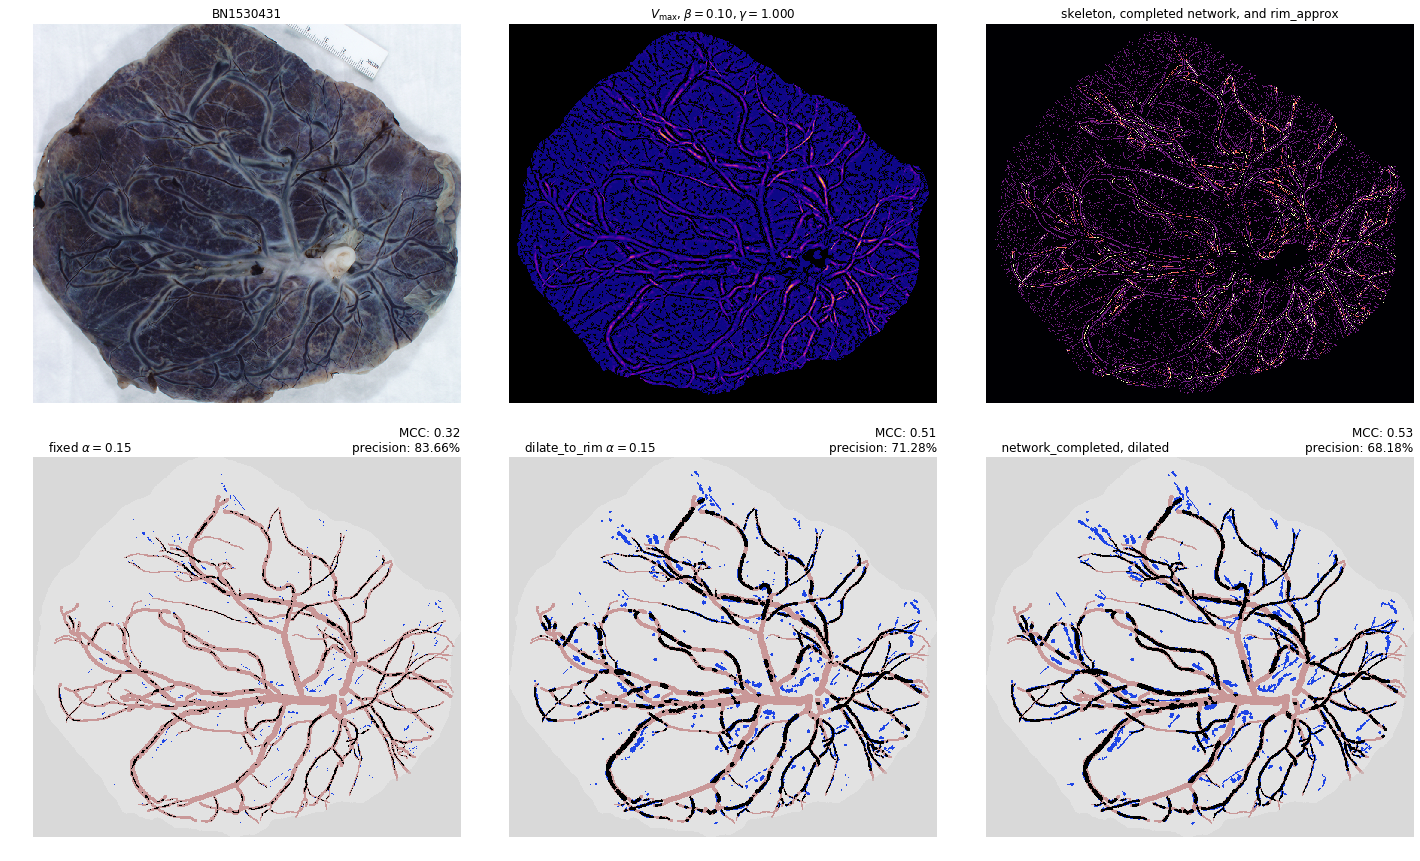 BN1530431
V_max, β = 0.10, γ = 1.000
skeleton, completed network, and rim_approx
MCC: 0.32
fixed α = 0.15 precision: 83.66%
MCC: 0.51
dilate_to_rim α = 0.15 precision: 71.28%
MCC: 0.53
network_completed, dilated precision: 68.18%